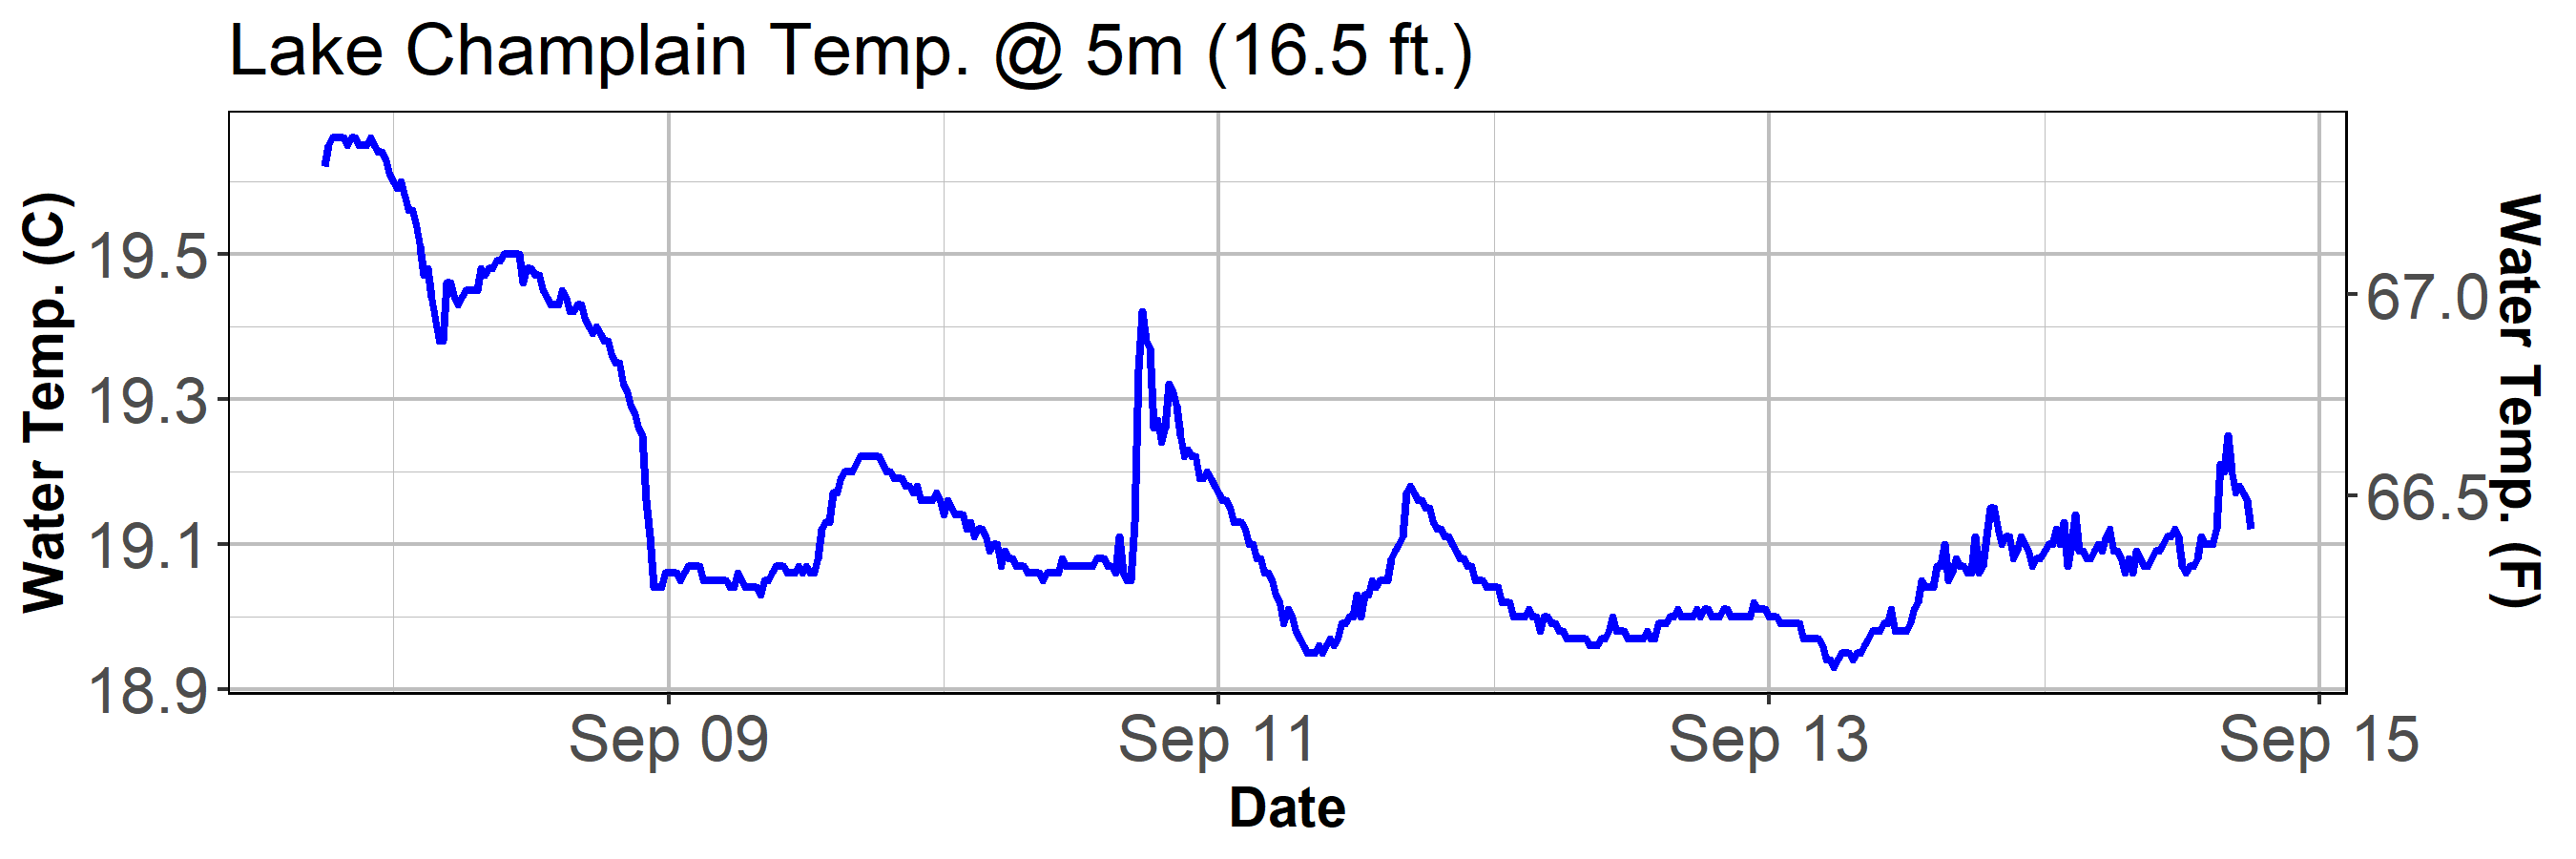 Lake Champlain Temp. @ 5m (16.5 ft.)
Water Temp. (C)
19.5
19.3
19.1
18.9
67.0
66.5
Water Temp. (F)
Sep 09
Sep 11
Sep 13
Sep 15
Date